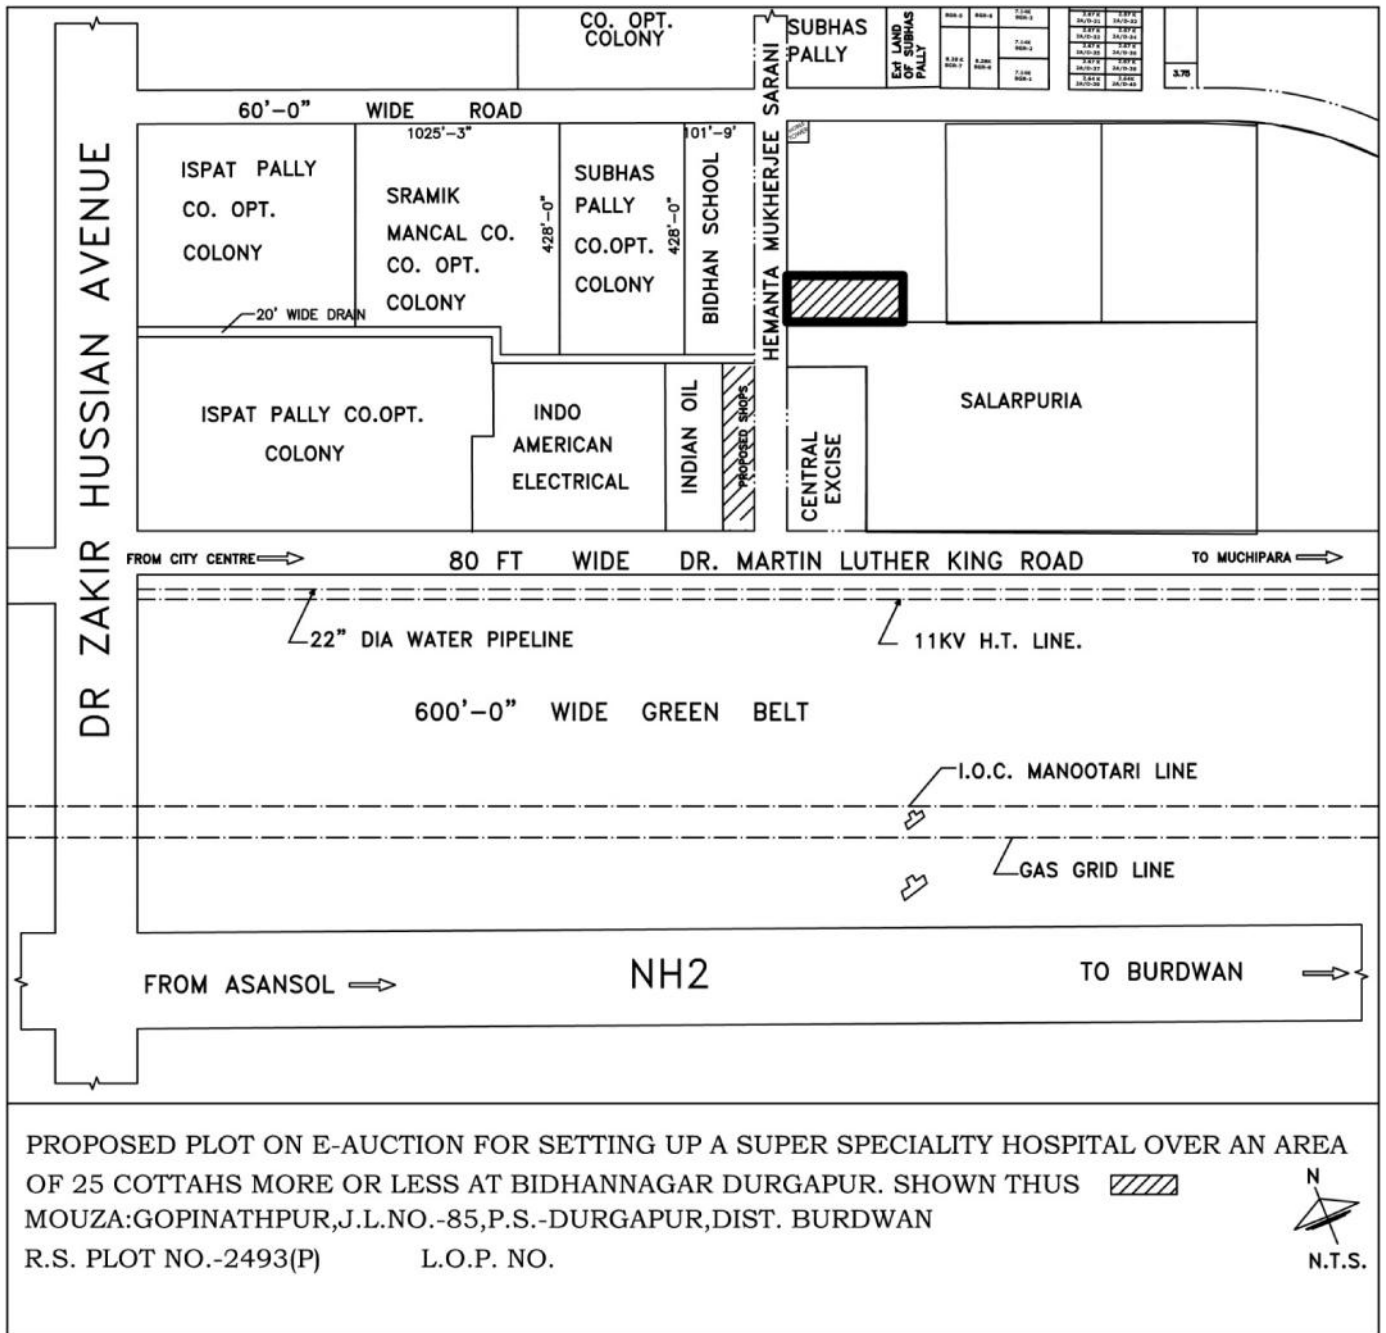 CO. OPT.
COLONY
SUBHAS
PALLY
Ext LAND
OF SUBHAS
PALLY
3.75
60'-0" WIDE ROAD
1025'-3"
101'-9'
HEMANTA MUKHERJEE SARANI
DR ZAKIR HUSSIAN AVENUE
ISPAT PALLY
CO. OPT.
COLONY
SRAMIK
MANCAL CO.
CO. OPT.
COLONY
428'-0"
SUBHAS
PALLY
CO.OPT.
COLONY
428'-0"
BIDHAN SCHOOL
20' WIDE DRAIN
ISPAT PALLY CO.OPT.
COLONY
INDO
AMERICAN
ELECTRICAL
INDIAN OIL
PROPOSED SHOPS
CENTRAL
EXCISE
SALARPURIA
FROM CITY CENTRE
80 FT WIDE DR. MARTIN LUTHER KING ROAD
TO MUCHIPARA
22" DIA WATER PIPELINE
11KV H.T. LINE.
600'-0" WIDE GREEN BELT
I.O.C. MANOOTARI LINE
GAS GRID LINE
FROM ASANSOL
NH2
TO BURDWAN
PROPOSED PLOT ON E-AUCTION FOR SETTING UP A SUPER SPECIALITY HOSPITAL OVER AN AREA
OF 25 COTTAHS MORE OR LESS AT BIDHANNAGAR DURGAPUR. SHOWN THUS
MOUZA:GOPINATHPUR,J.L.NO.-85,P.S.-DURGAPUR,DIST. BURDWAN
R.S. PLOT NO.-2493(P) L.O.P. NO.
N
N.T.S.